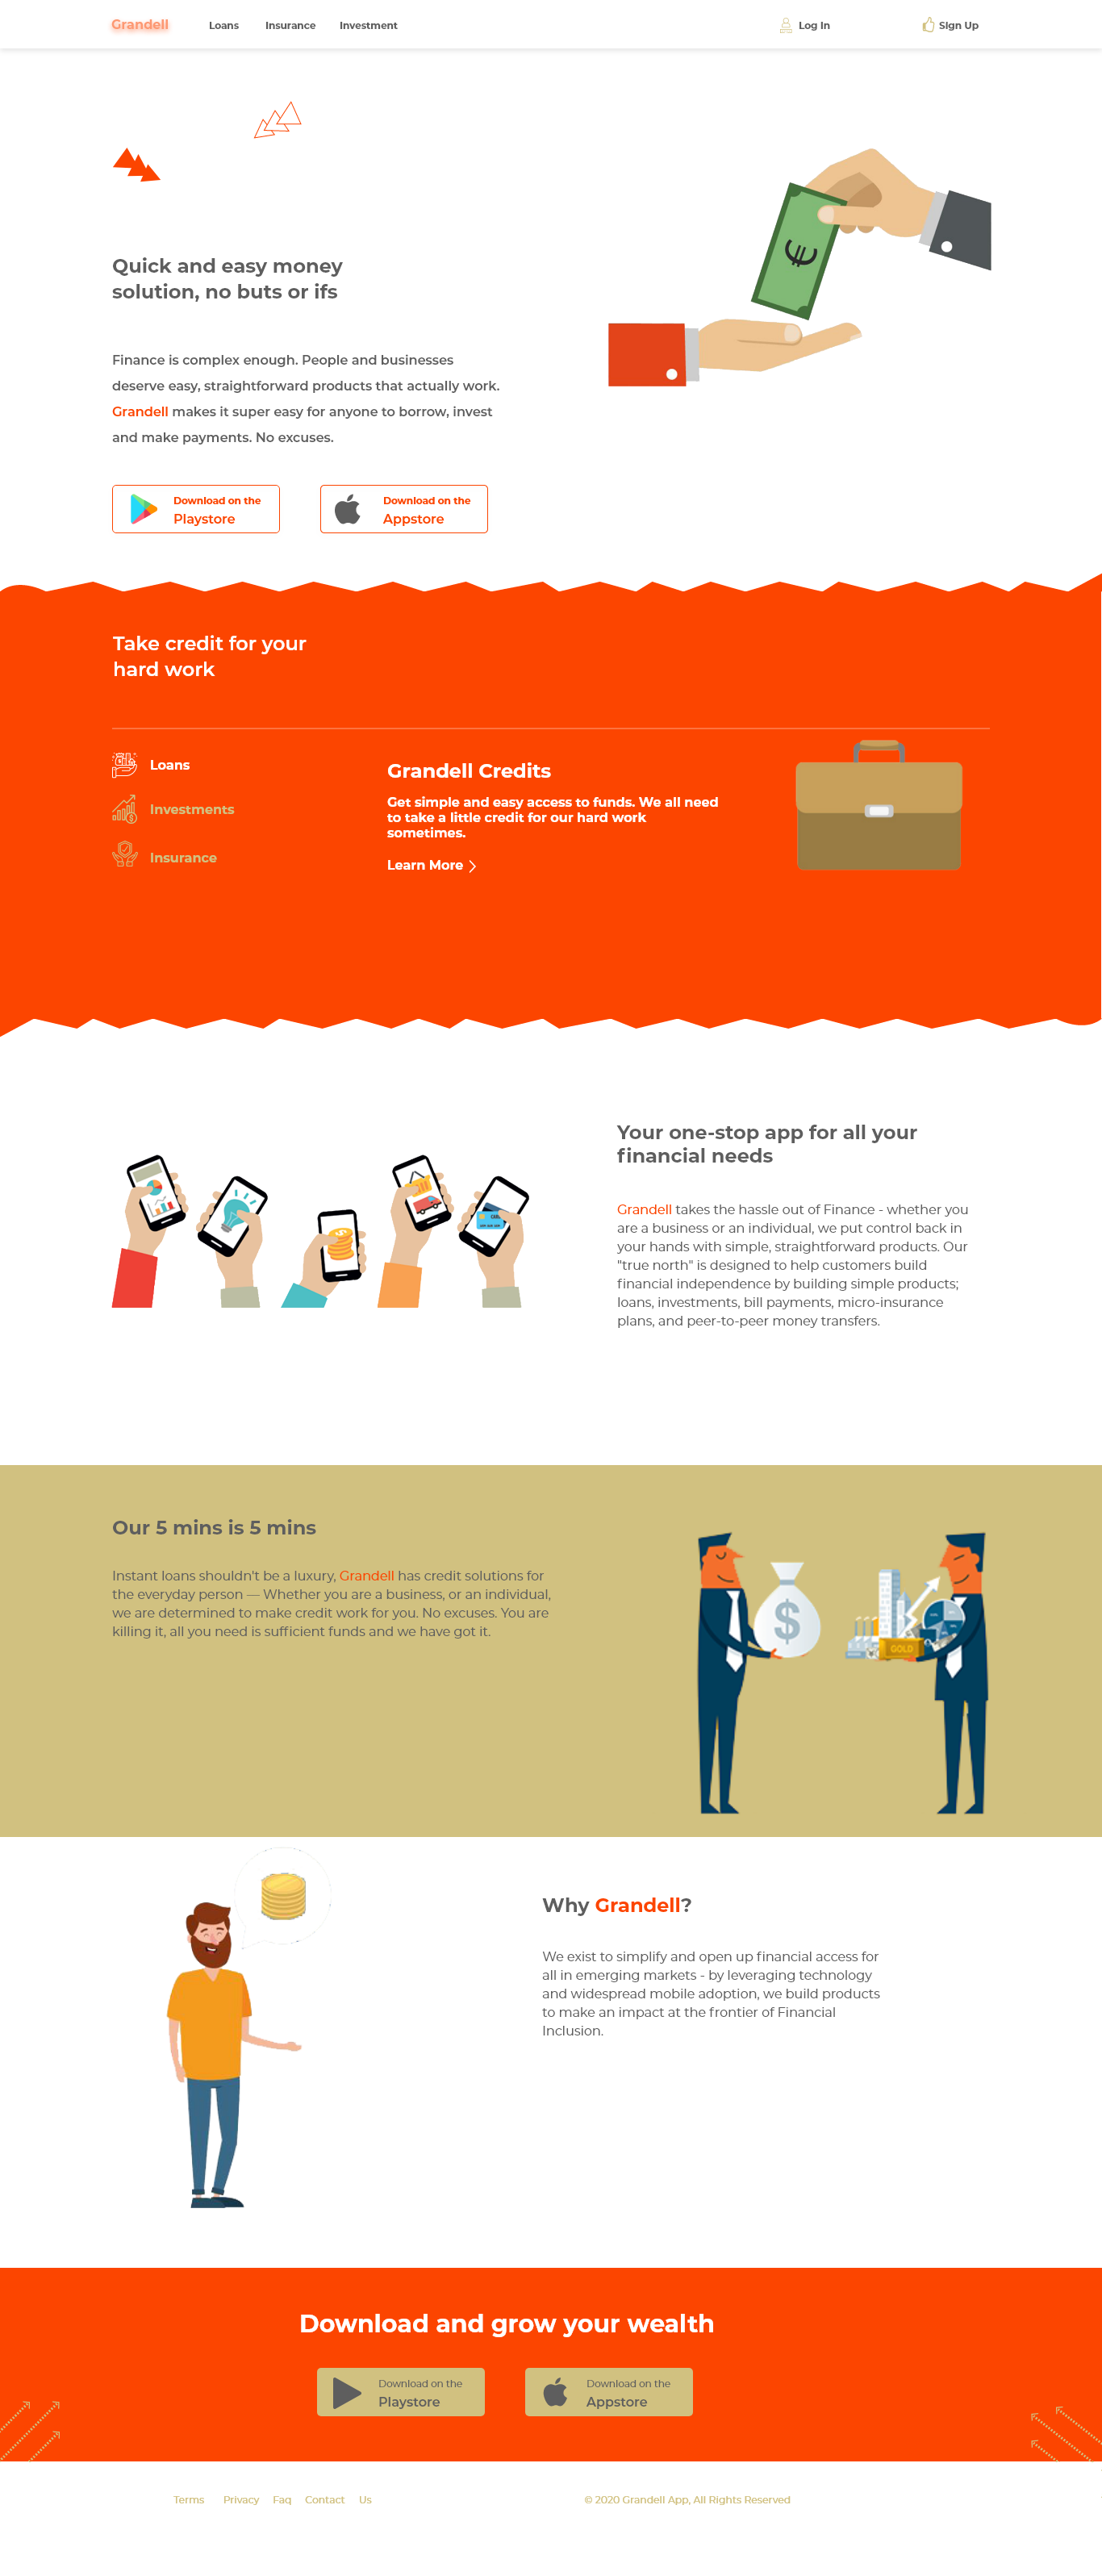 Grandell
Loans
Insurance
Investment
Log In
Sign Up
Quick and easy money
solution, no buts or ifs
€
Finance is complex enough. People and businesses
deserve easy, straightforward products that actually work.
Grandell makes it super easy for anyone to borrow, invest
and make payments. No excuses.
Download on the
Playstore
Download on the
Appstore
Take credit for your
hard work
Loans
Investments
Insurance
Grandell Credits
Get simple and easy access to funds. We all need
to take a little credit for our hard work
sometimes.
Learn More
Your one-stop app for all your
financial needs
Grandell takes the hassle out of Finance - whether you
are a business or an individual, we put control back in
your hands with simple, straightforward products. Our
"true north" is designed to help customers build
financial independence by building simple products;
loans, investments, bill payments, micro-insurance
plans, and peer-to-peer money transfers.
Our 5 mins is 5 mins
Instant loans shouldn't be a luxury, Grandell has credit solutions for
the everyday person — Whether you are a business, or an individual,
we are determined to make credit work for you. No excuses. You are
killing it, all you need is sufficient funds and we have got it.
$
GOLD
Why Grandell?
We exist to simplify and open up financial access for
all in emerging markets - by leveraging technology
and widespread mobile adoption, we build products
to make an impact at the frontier of Financial
Inclusion.
Download and grow your wealth
Download on the
Playstore
Download on the
Appstore
Terms
Privacy
Faq
Contact
Us
© 2020 Grandell App, All Rights Reserved